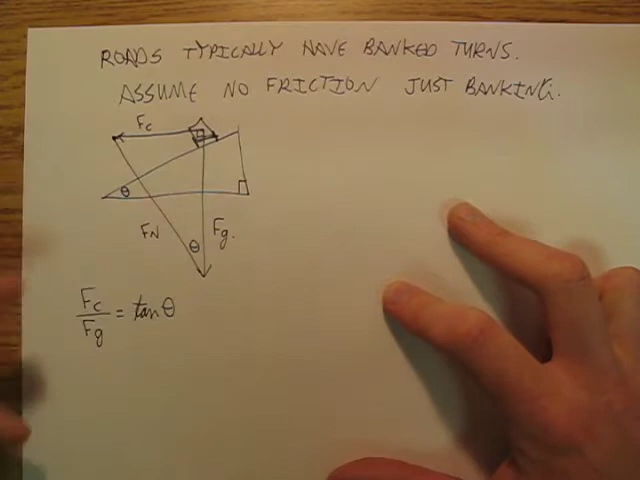 ROADS TYPICALLY HAVE BANKED TURNS.
ASSUME NO FRICTION JUST BANKING.
Fc
θ
FN
θ
Fg.
Fc/Fg = tan θ